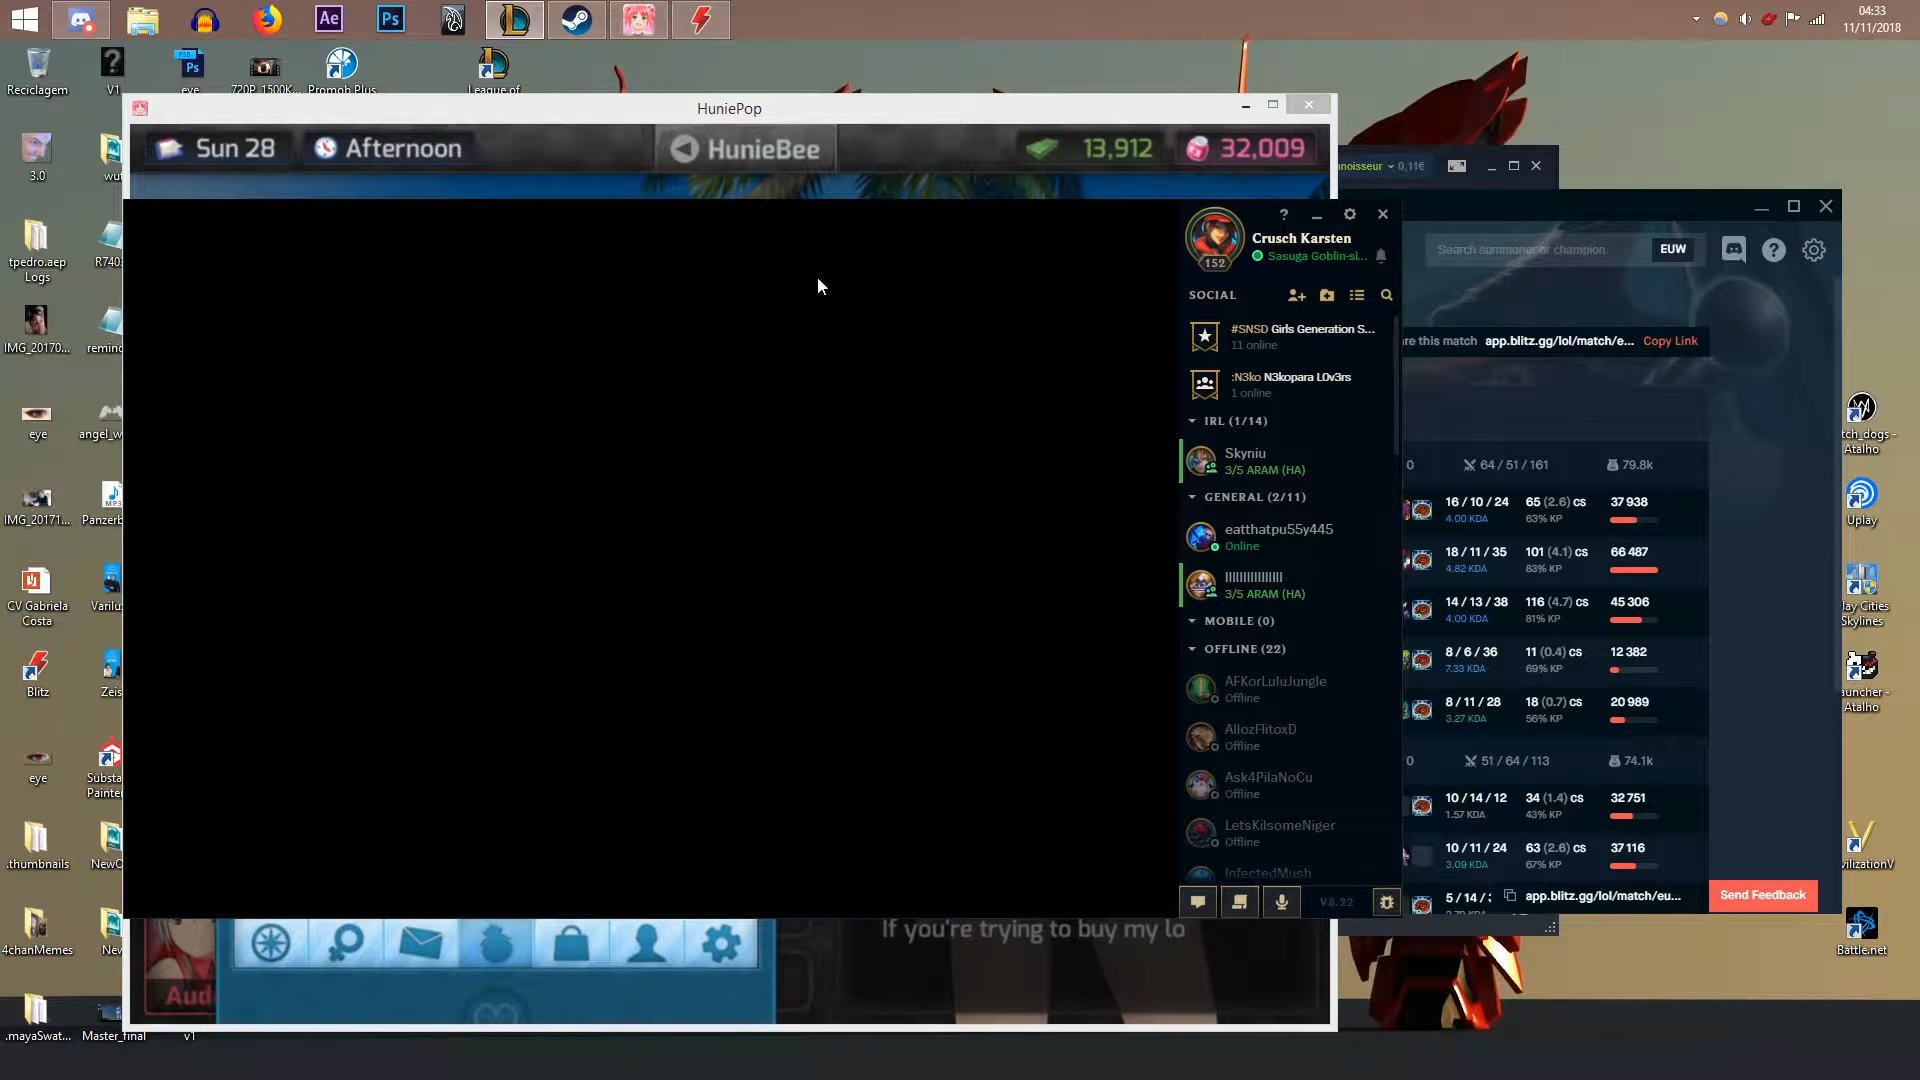 04:33
11/11/2018
Reciclagem
V1
eye
720P_1500K...
Promob Plus
League of
HuniePop
Sun 28
Afternoon
HunieBee
13,912
32,009
3.0
wut
nnoisseur
0,11€
Crusch Karsten
152
Sasuga Goblin-sl...
Search summoner or champion
EUW
tpedro.aep
Logs
R7403
SOCIAL
#SNSD Girls Generation S...
11 online
are this match
app.blitz.gg/lol/match/e...
Copy Link
IMG_20170...
remind
:N3ko N3kopara L0v3rs
1 online
IRL (1/14)
eye
angel_w
Skyniu
3/5 ARAM (HA)
0
64 / 51 / 161
79.8k
tch_dogs -
Atalho
GENERAL (2/11)
16 / 10 / 24
65 (2.6) cs
37 938
4.00 KDA
63% KP
IMG_20171...
Panzerb
Uplay
eatthatpu55y445
Online
18 / 11 / 35
101 (4.1) cs
66 487
4.82 KDA
83% KP
3/5 ARAM (HA)
14 / 13 / 38
116 (4.7) cs
45 306
4.00 KDA
81% KP
CV Gabriela
Costa
Varilux
lay Cities
Skylines
MOBILE (0)
OFFLINE (22)
8 / 6 / 36
11 (0.4) cs
12 382
7.33 KDA
69% KP
Blitz
Zeis
AFKorLuluJungle
Offline
8 / 11 / 28
18 (0.7) cs
20 989
3.27 KDA
56% KP
auncher -
Atalho
AllozFlitoxD
Offline
0
51 / 64 / 113
74.1k
eye
Substa
Painter
Ask4PilaNoCu
Offline
10 / 14 / 12
34 (1.4) cs
32 751
1.57 KDA
43% KP
LetsKilsomeNiger
Offline
10 / 11 / 24
63 (2.6) cs
37 116
3.09 KDA
67% KP
.thumbnails
NewO
vilizationV
InfectedMush
V8.22
5 / 14 /
app.blitz.gg/lol/match/eu...
Send Feedback
4chanMemes
New
If you're trying to buy my lo
Battle.net
Aud
.mayaSwat...
Master_final
v1